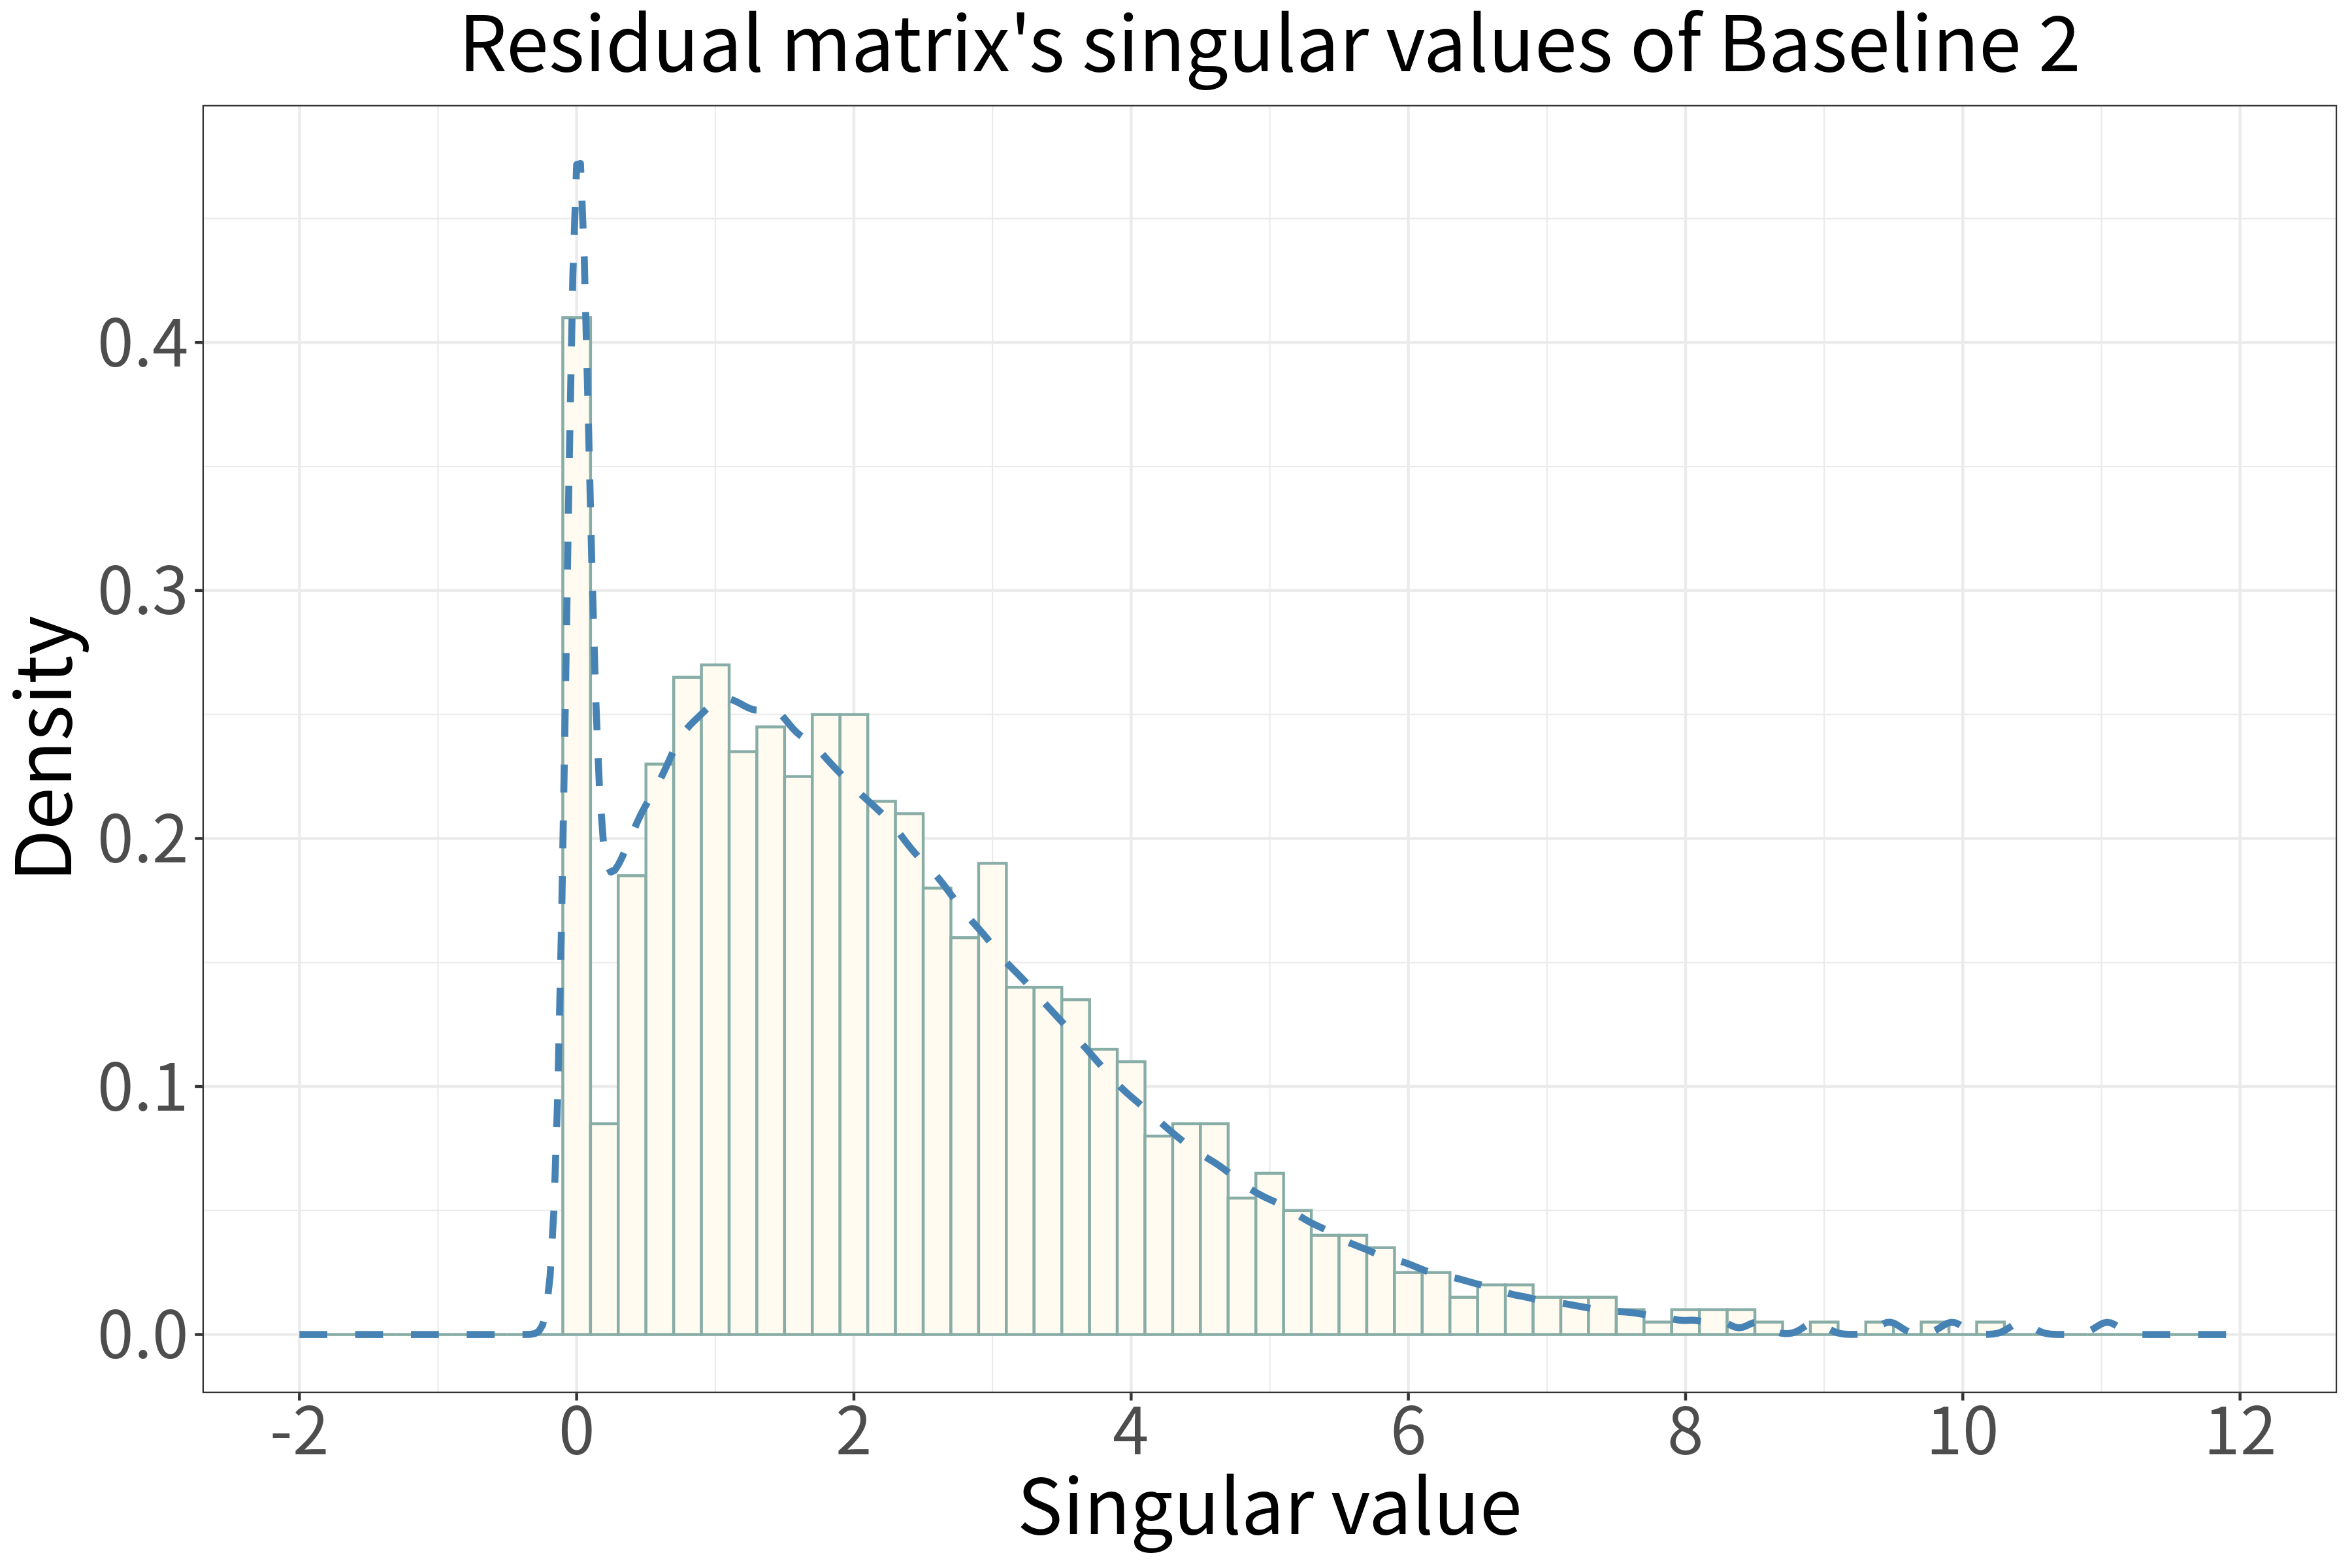 Residual matrix's singular values of Baseline 2
Density
0.4
0.3
0.2
0.1
0.0
-2 0 2 4 6 8 10 12
Singular value